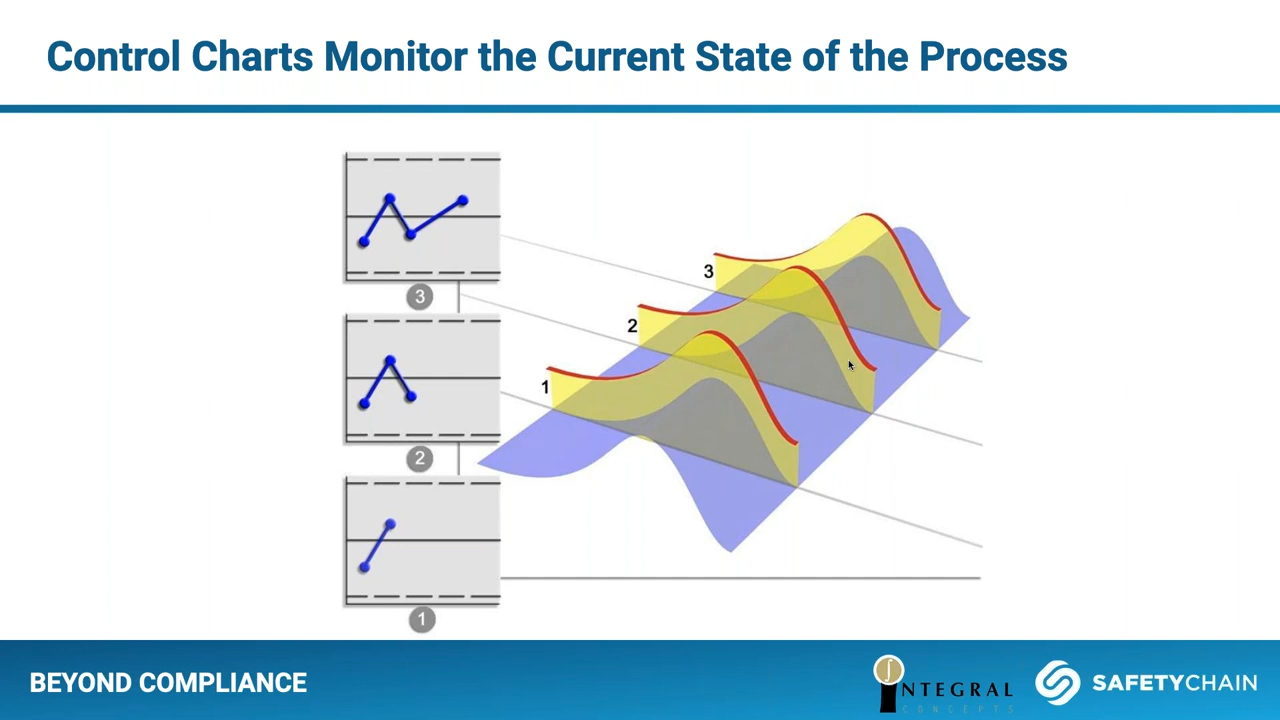 Control Charts Monitor the Current State of the Process
3
2
1
3
2
1
BEYOND COMPLIANCE
INTEGRAL
CONCEPTS
SAFETYCHAIN